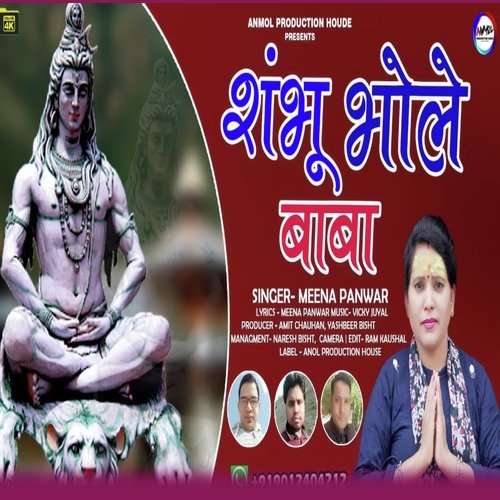 ANMOL PRODUCTION HOUDE
PRESENTS
शंभू भोले
बाबा
SINGER- MEENA PANWAR
LYRICS - MEENA PANWAR MUSIC- VICKY JUYAL
PRODUCER - AMIT CHAUHAN, YASHBEER BISHT
MANAGMENT- NARESH BISHT, CAMERA | EDIT- RAM KAUSHAL
LABEL - ANOL PRODUCTION HOUSE
4K